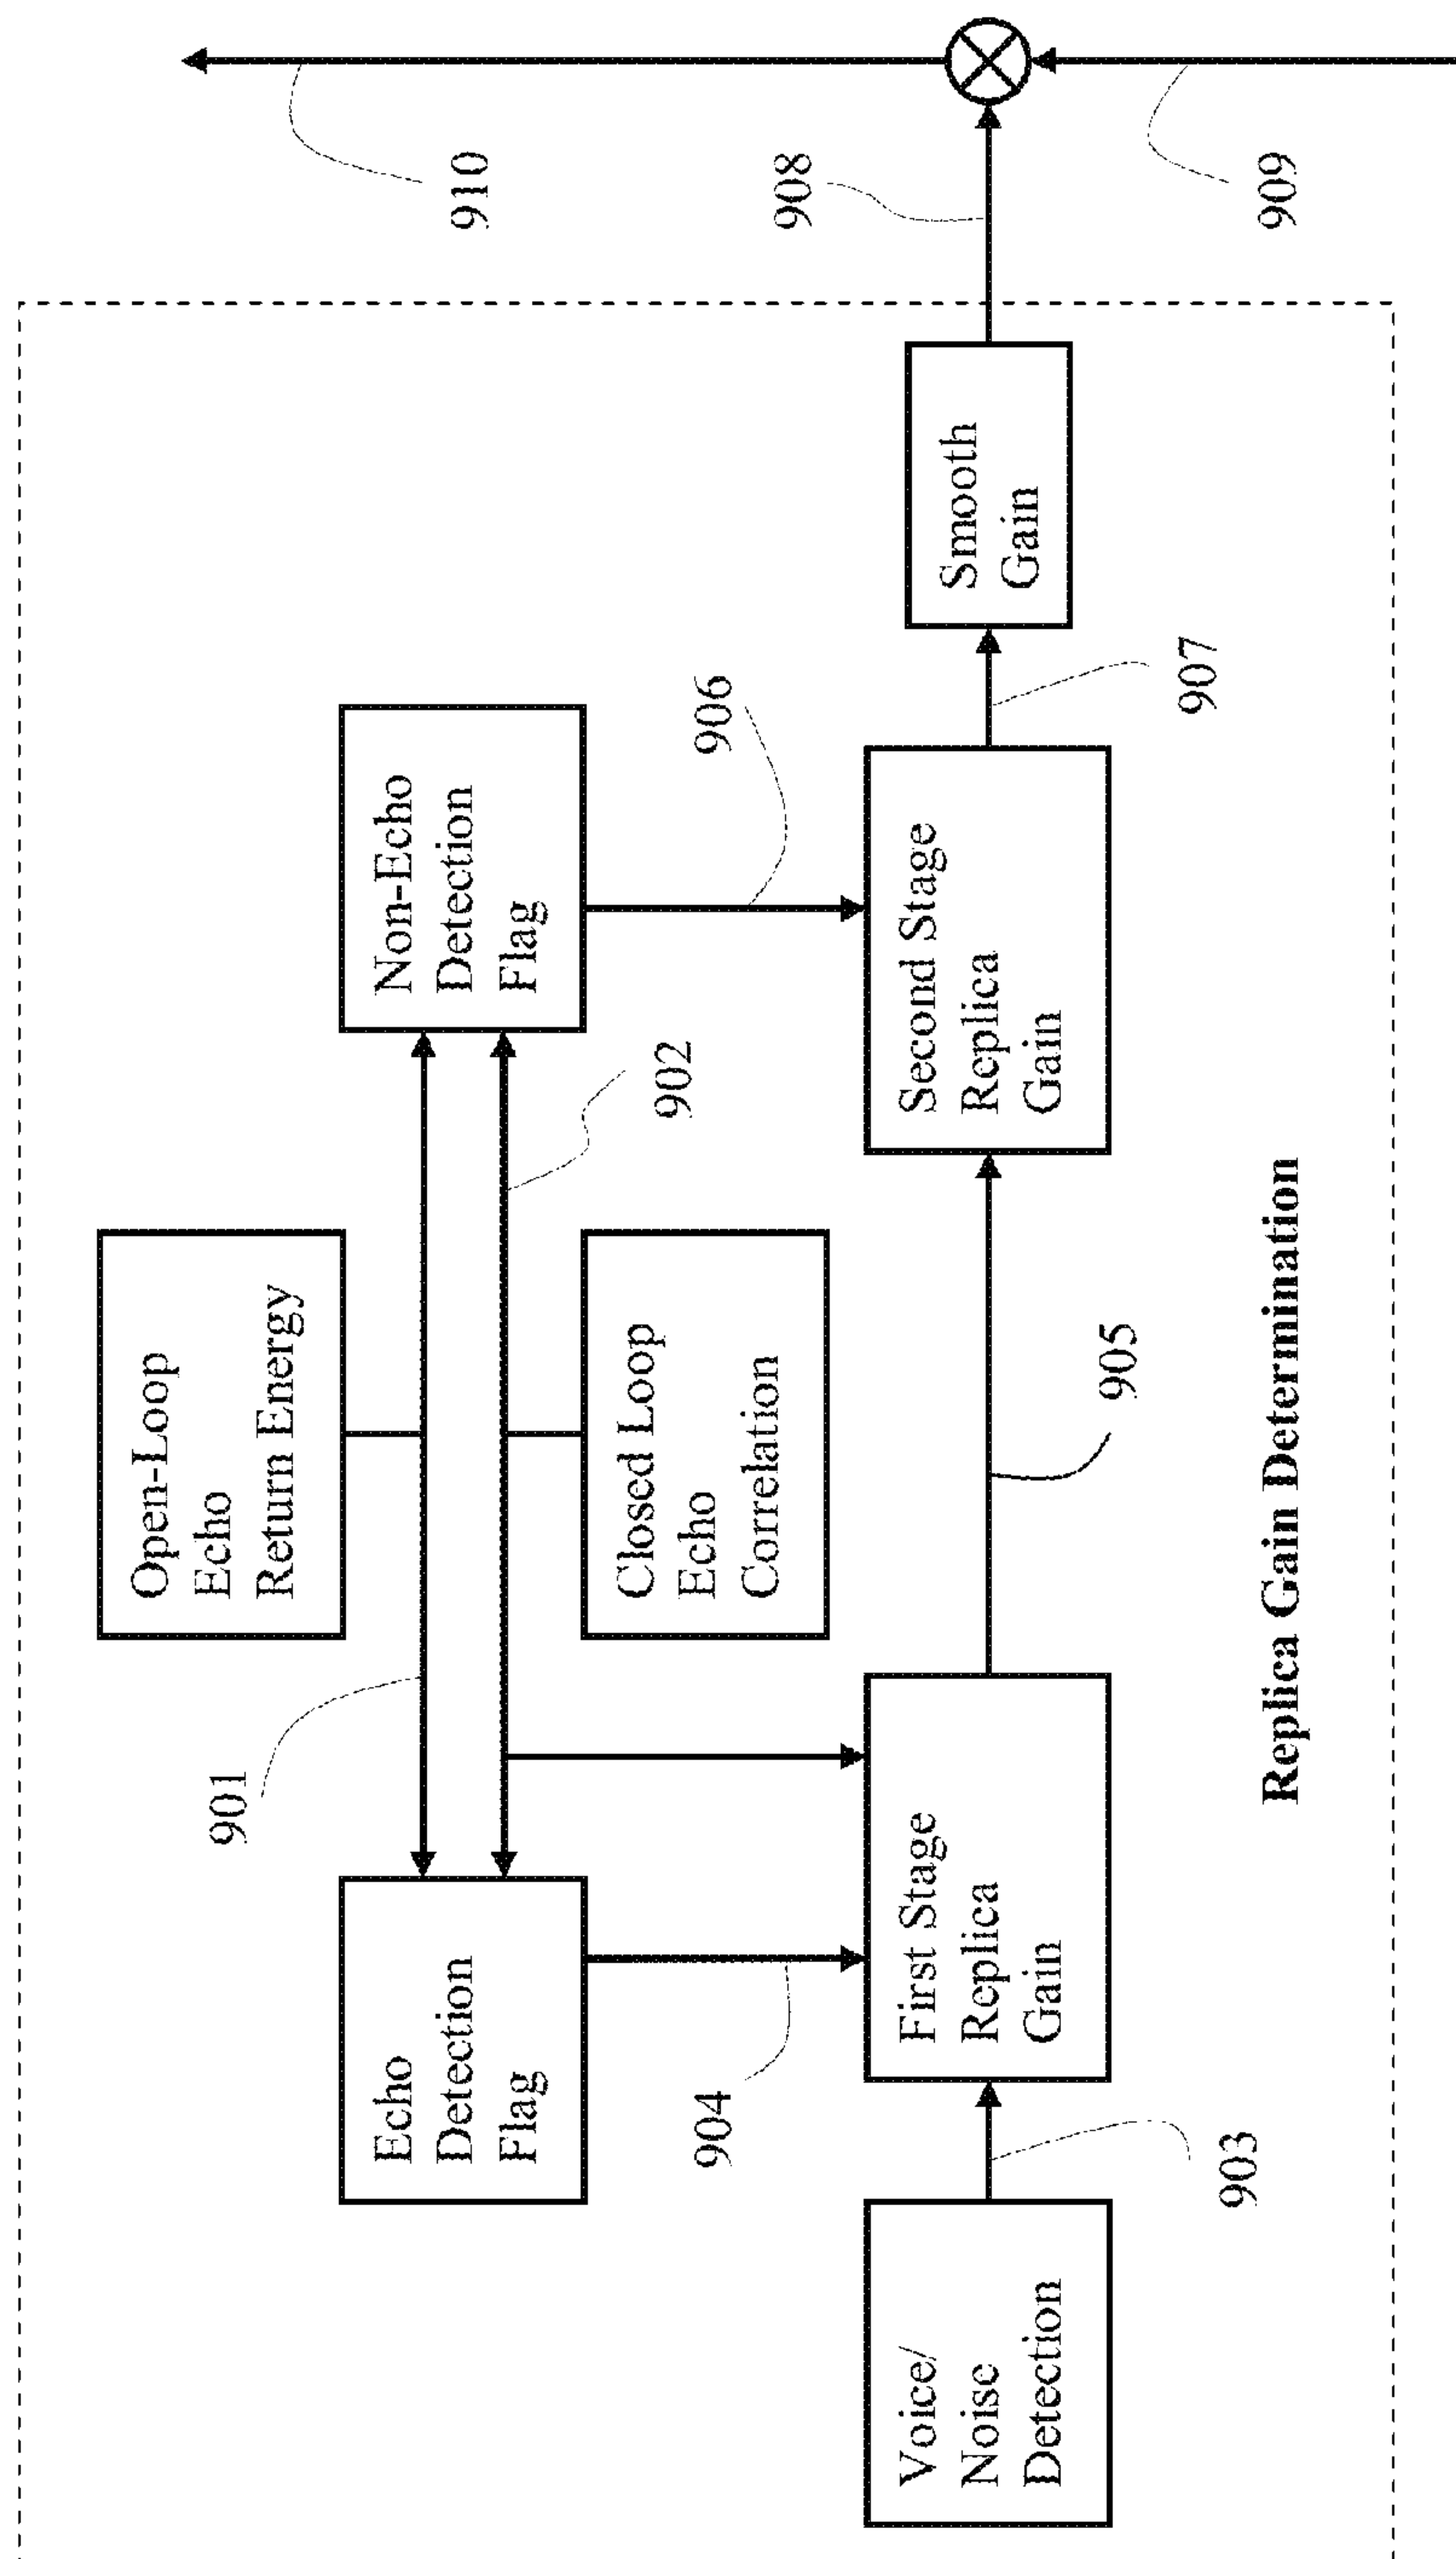 Open-Loop
Echo
Return Energy
901
Echo
Detection
Flag
Non-Echo
Detection
Flag
902
Closed Loop
Echo
Correlation
904
906
908
910
Voice/
Noise
Detection
First Stage
Replica
Gain
Second Stage
Replica
Gain
Smooth
Gain
903
905
907
909
Replica Gain Determination